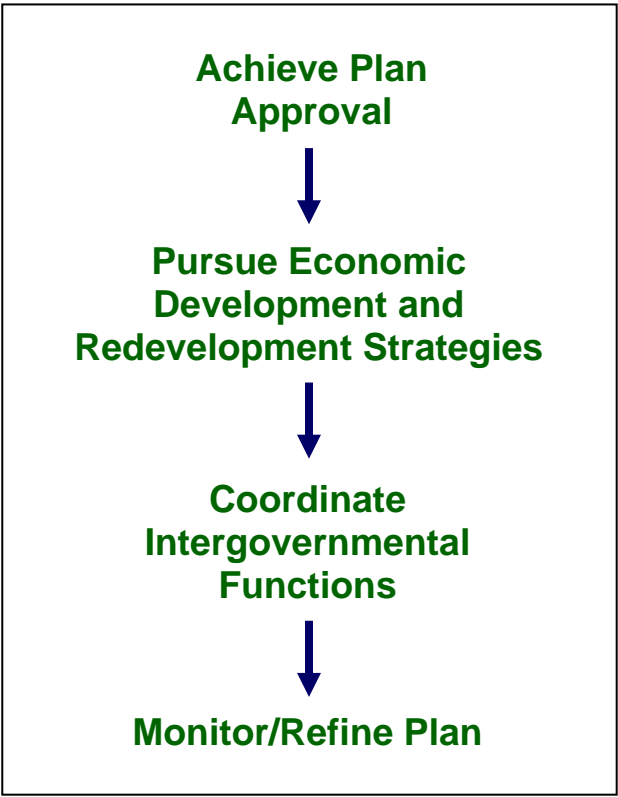 Achieve Plan
Approval
Pursue Economic
Development and
Redevelopment Strategies
Coordinate
Intergovernmental
Functions
Monitor/Refine Plan